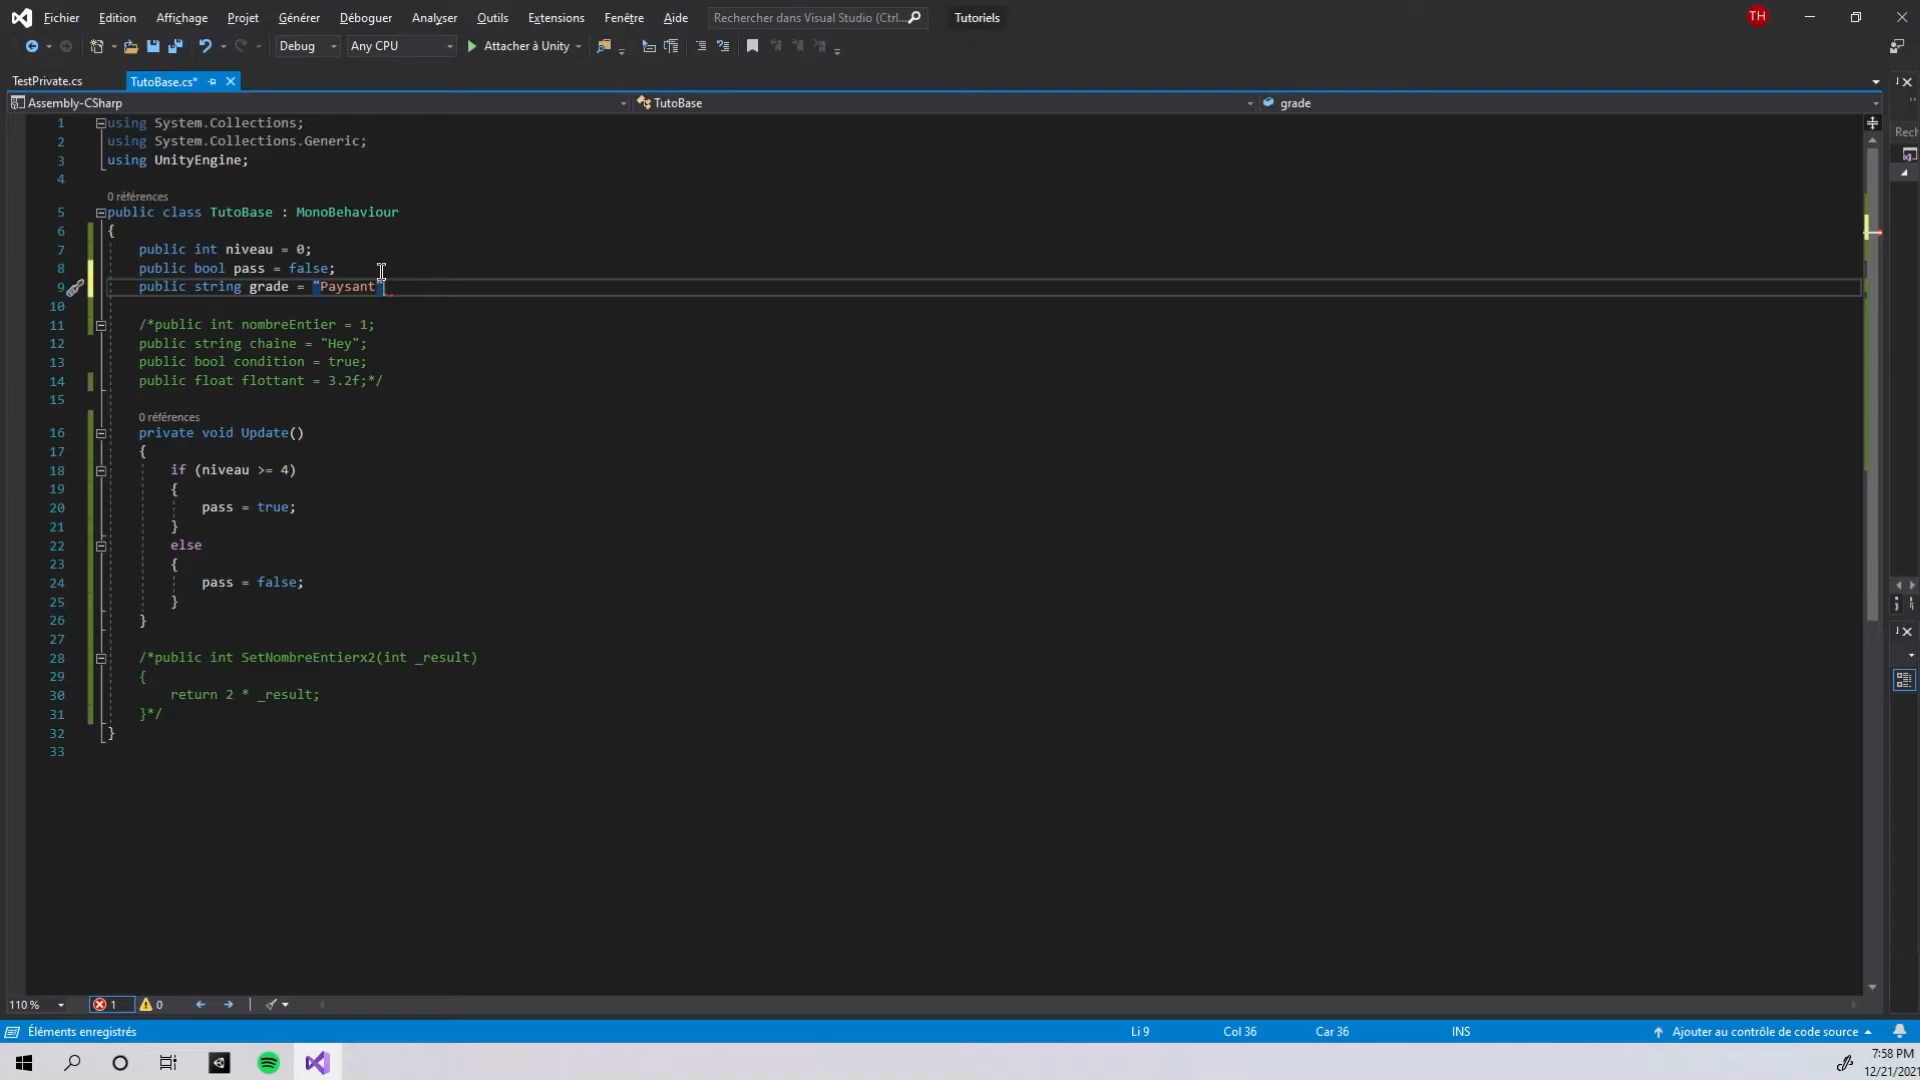 Fichier Edition Affichage Projet Générer Déboguer Analyser Outils Extensions Fenêtre Aide Rechercher dans Visual Studio (Ctrl... Tutoriels TH
Debug Any CPU Attacher à Unity
TestPrivate.cs TutoBase.cs*
Assembly-CSharp TutoBase grade
Rech
1 using System.Collections;
2 using System.Collections.Generic;
3 using UnityEngine;
4
0 références
5 public class TutoBase : MonoBehaviour
6 {
7 public int niveau = 0;
8 public bool pass = false;
9 public string grade = "Paysant"
10
11 /*public int nombreEntier = 1;
12 public string chaine = "Hey";
13 public bool condition = true;
14 public float flottant = 3.2f;*/
15
0 références
16 private void Update()
17 {
18 if (niveau >= 4)
19 {
20 pass = true;
21 }
22 else
23 {
24 pass = false;
25 }
26 }
27
28 /*public int SetNombreEntierx2(int _result)
29 {
30 return 2 * _result;
31 }*/
32 }
33
110 % 1 0
Éléments enregistrés Li 9 Col 36 Car 36 INS Ajouter au contrôle de code source
7:58 PM
12/21/2021